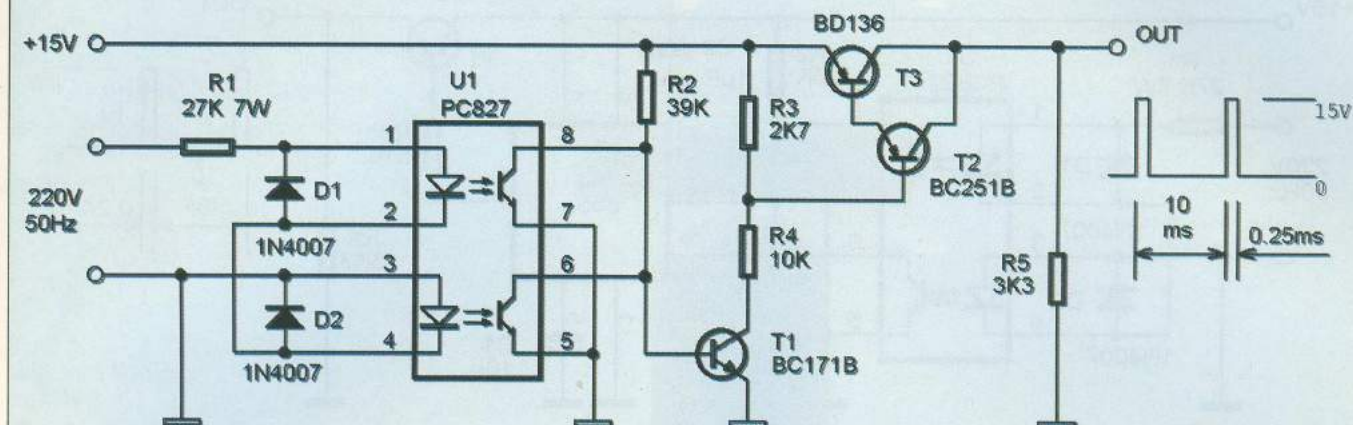 +15V
R1
27K 7W
U1
PC827
1
8
2
7
3
6
4
5
220V
50Hz
D1
1N4007
D2
1N4007
R2
39K
R3
2K7
R4
10K
T1
BC171B
BD136
T3
T2
BC251B
R5
3K3
OUT
15V
0
10
ms
0.25ms